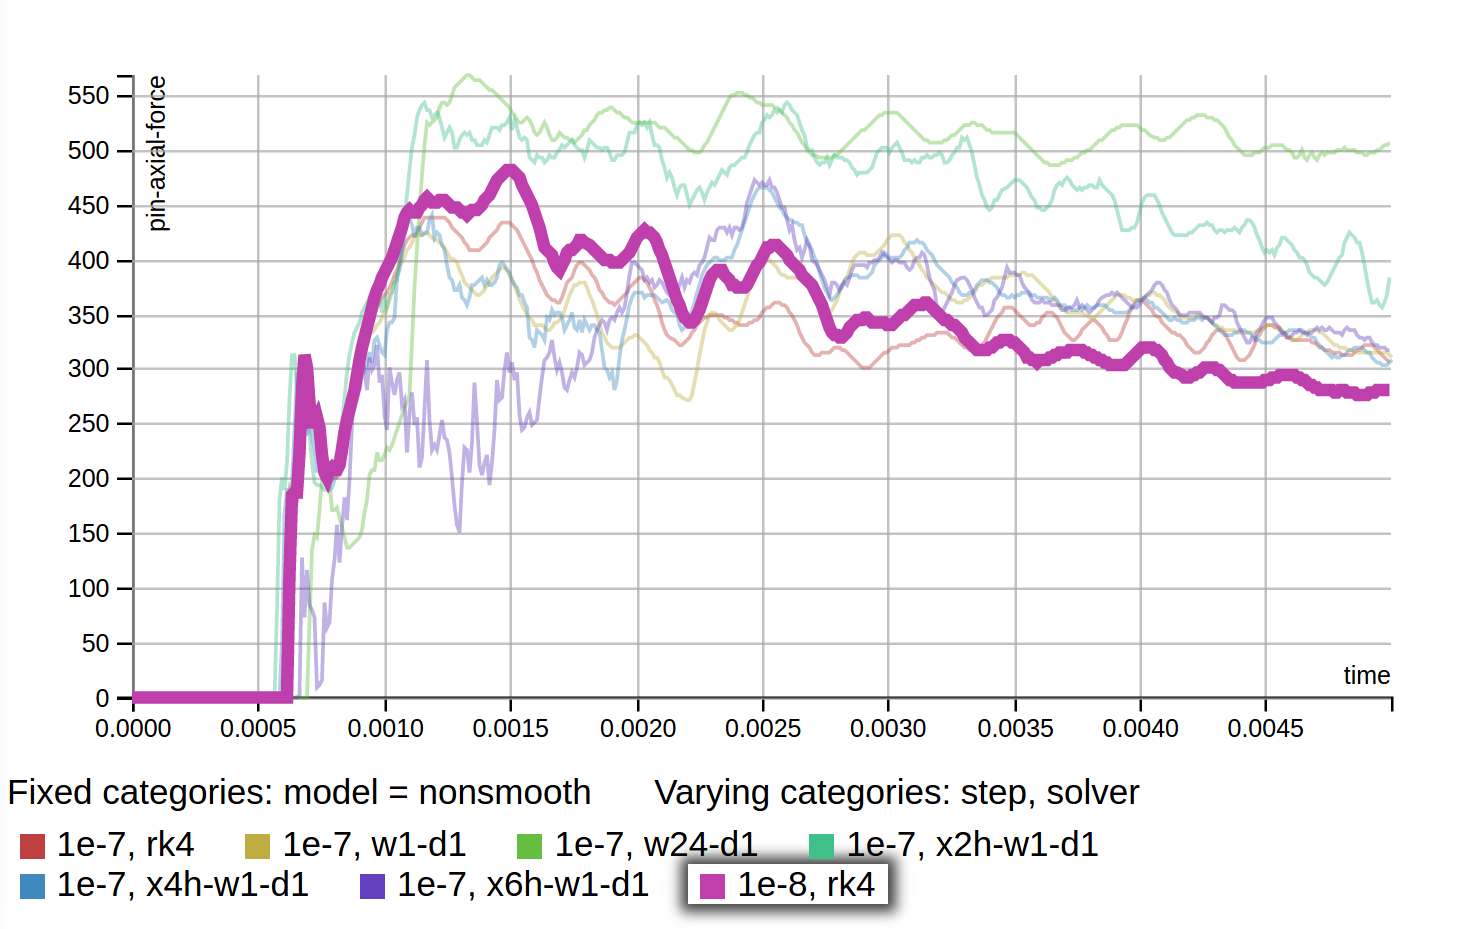 pin-axial-force
550
500
450
400
350
300
250
200
150
100
50
0
time
0.0000 0.0005 0.0010 0.0015 0.0020 0.0025 0.0030 0.0035 0.0040 0.0045
Fixed categories: model = nonsmooth Varying categories: step, solver
1e-7, rk4 1e-7, w1-d1 1e-7, w24-d1 1e-7, x2h-w1-d1
1e-7, x4h-w1-d1 1e-7, x6h-w1-d1 1e-8, rk4